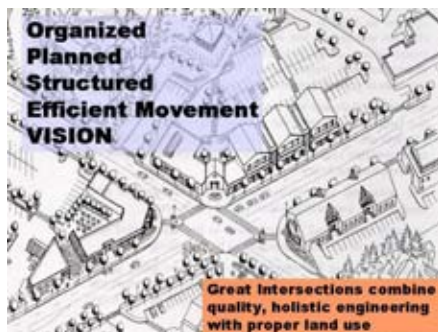 Organized
Planned
Structured
Efficient Movement
VISION
Great Intersections combine
quality, holistic engineering
with proper land use